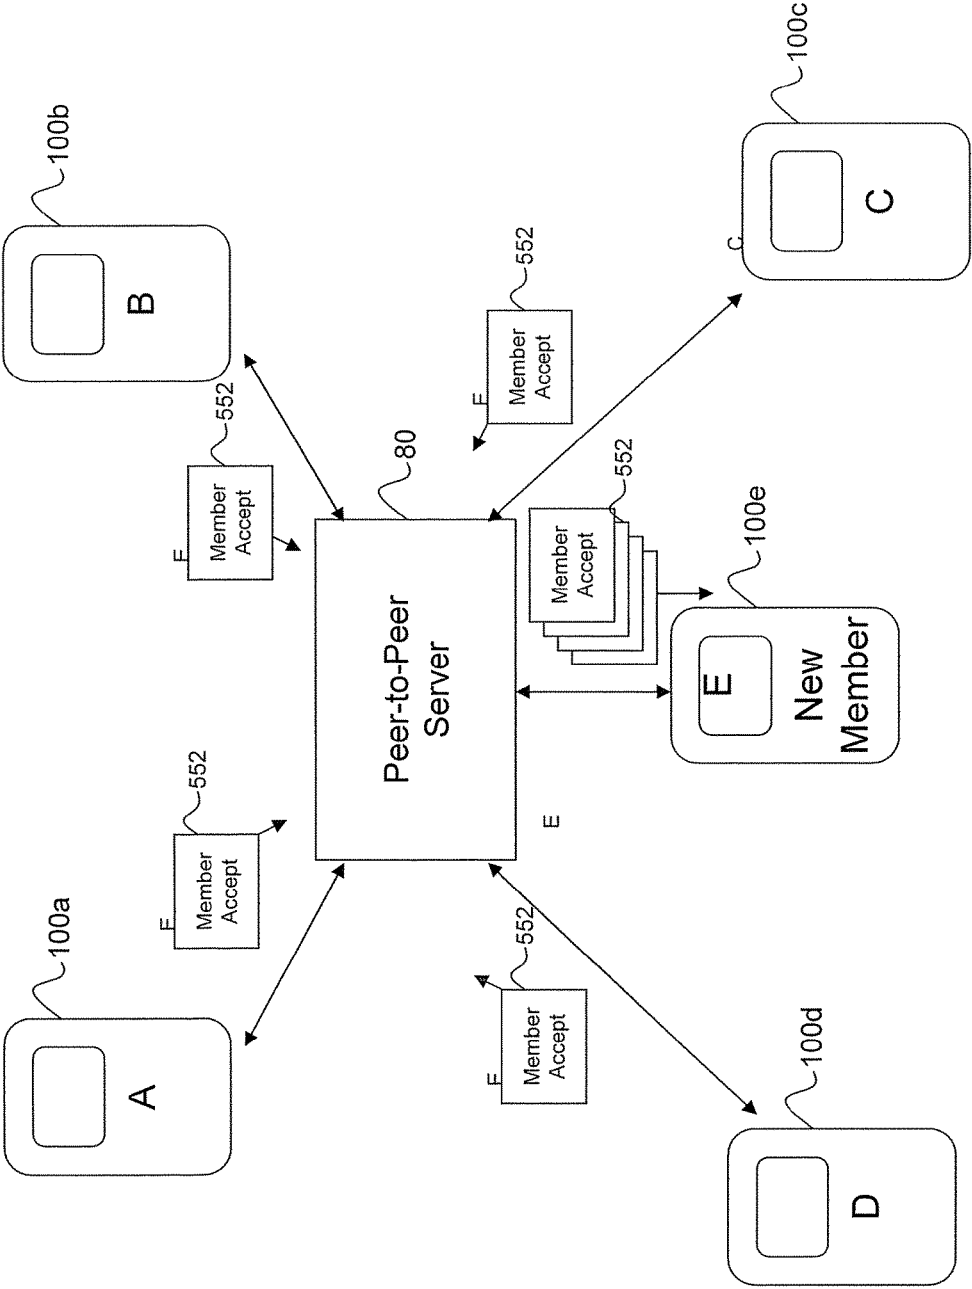 100a
100b
A
B
F
552
Member
Accept
F
552
Member
Accept
80
Peer-to-Peer
Server
F
552
Member
Accept
F
552
Member
Accept
E
552
Member
Accept
E
New
Member
100e
C
100d
D
100c
C